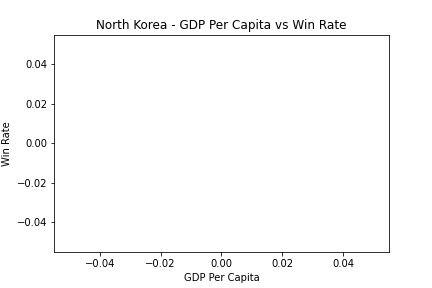 North Korea - GDP Per Capita vs Win Rate
0.04
0.02
0.00
−0.02
−0.04
Win Rate
−0.04 −0.02 0.00 0.02 0.04
GDP Per Capita